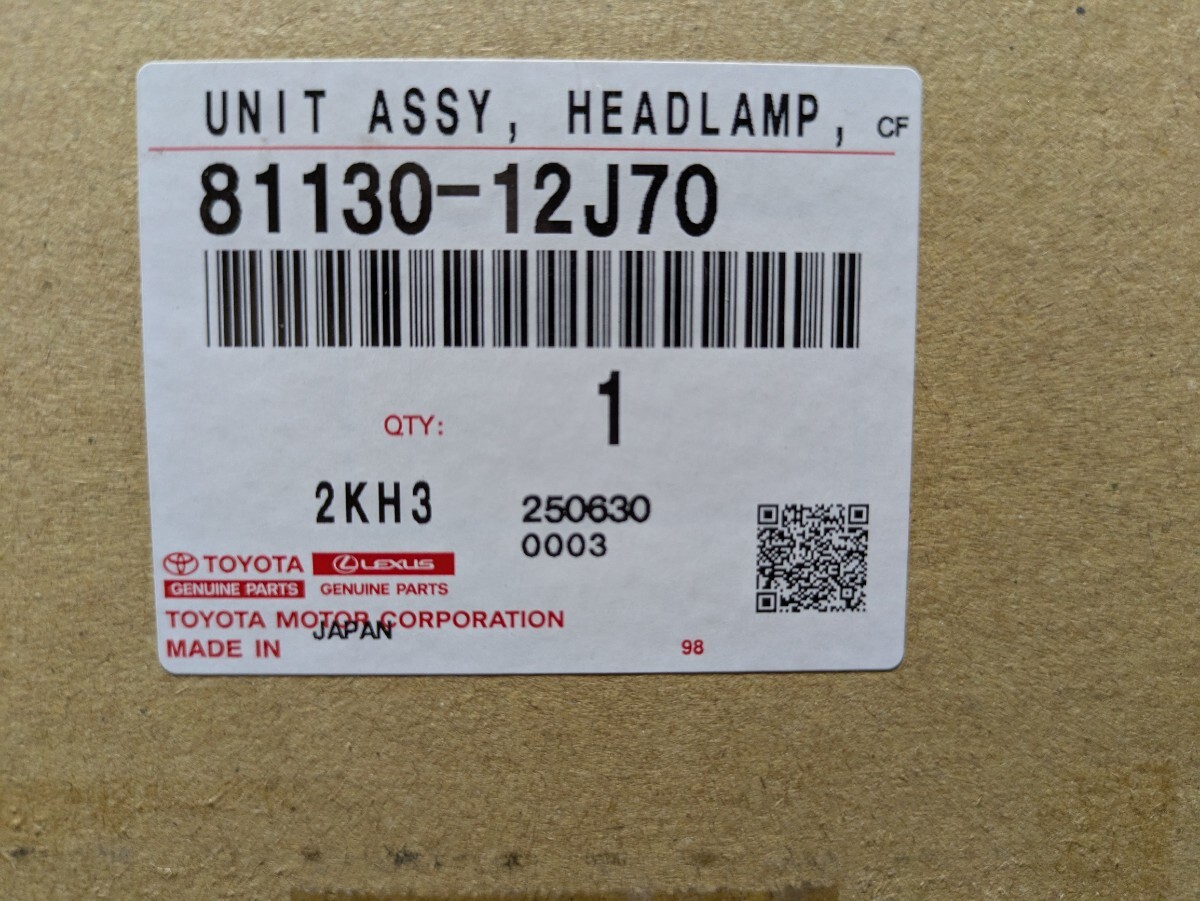 UNIT ASSY, HEADLAMP, CF
81130-12J70
QTY: 1
2KH3 250630
0003
TOYOTA LEXUS
GENUINE PARTS GENUINE PARTS
TOYOTA MOTOR CORPORATION
MADE IN JAPAN 98